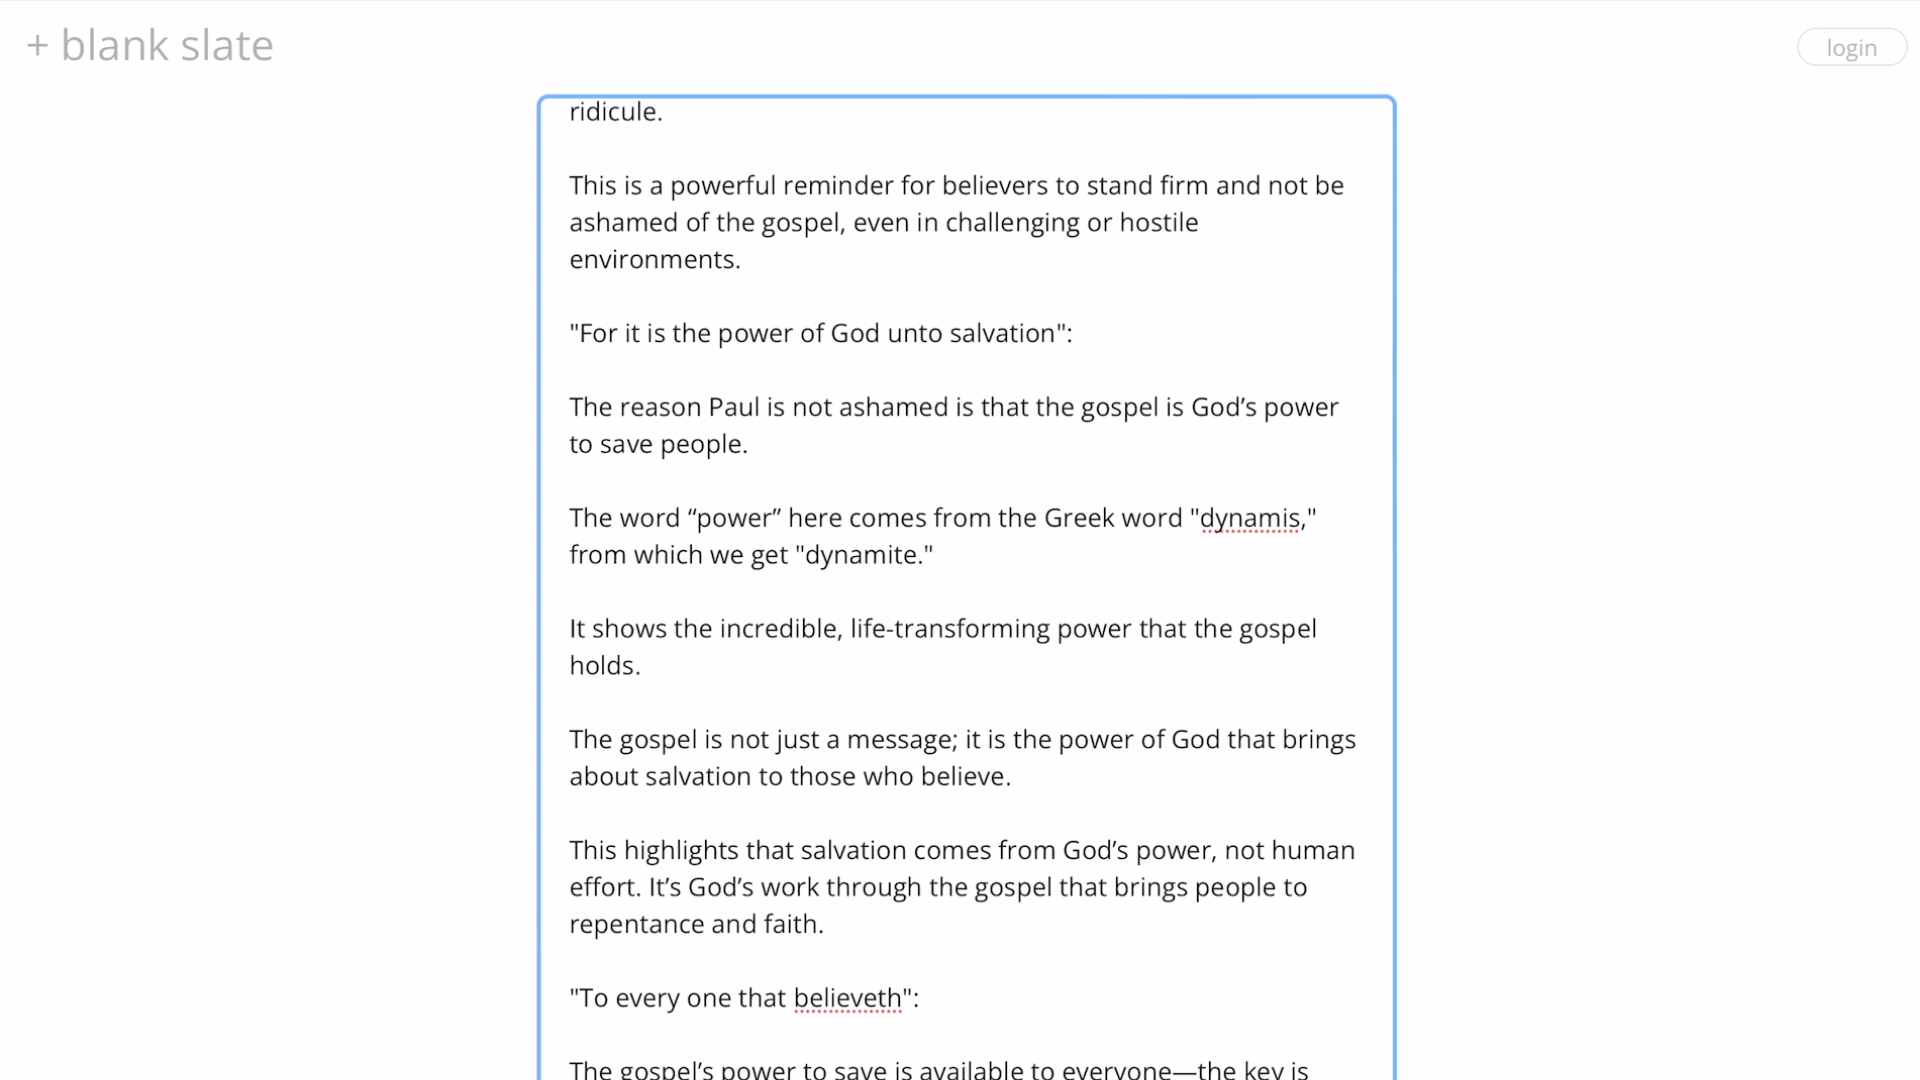 + blank slate
login
ridicule.
This is a powerful reminder for believers to stand firm and not be
ashamed of the gospel, even in challenging or hostile
environments.
"For it is the power of God unto salvation":
The reason Paul is not ashamed is that the gospel is God’s power
to save people.
The word “power” here comes from the Greek word "dynamis,"
from which we get "dynamite."
It shows the incredible, life-transforming power that the gospel
holds.
The gospel is not just a message; it is the power of God that brings
about salvation to those who believe.
This highlights that salvation comes from God’s power, not human
effort. It’s God’s work through the gospel that brings people to
repentance and faith.
"To every one that believeth":
The gospel’s power to save is available to everyone—the key is